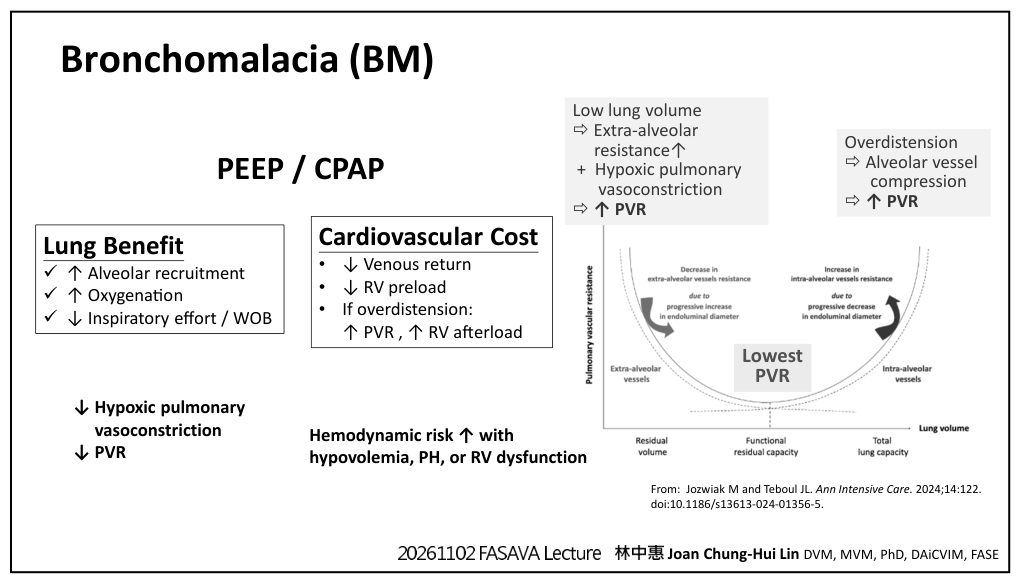 Bronchomalacia (BM)
PEEP / CPAP
Lung Benefit
✓ ↑ Alveolar recruitment
✓ ↑ Oxygenation
✓ ↓ Inspiratory effort / WOB
↓ Hypoxic pulmonary
vasoconstriction
↓ PVR
Cardiovascular Cost
• ↓ Venous return
• ↓ RV preload
• If overdistension:
↑ PVR , ↑ RV afterload
Hemodynamic risk ↑ with
hypovolemia, PH, or RV dysfunction
Low lung volume
⇨ Extra-alveolar
resistance↑
+ Hypoxic pulmonary
vasoconstriction
⇨ ↑ PVR
Overdistension
⇨ Alveolar vessel
compression
⇨ ↑ PVR
Pulmonary vascular resistance
Decrease in
extra-alveolar vessels resistance
due to
progressive increase
in endoluminal diameter
Increase in
intra-alveolar vessels resistance
due to
progressive decrease
in endoluminal diameter
Lowest
PVR
Extra-alveolar
vessels
Intra-alveolar
vessels
Lung volume
Residual
volume
Functional
residual capacity
Total
lung capacity
From: Jozwiak M and Teboul JL. Ann Intensive Care. 2024;14:122.
doi:10.1186/s13613-024-01356-5.
20261102 FASAVA Lecture 林中惠 Joan Chung-Hui Lin DVM, MVM, PhD, DAiCVIM, FASE